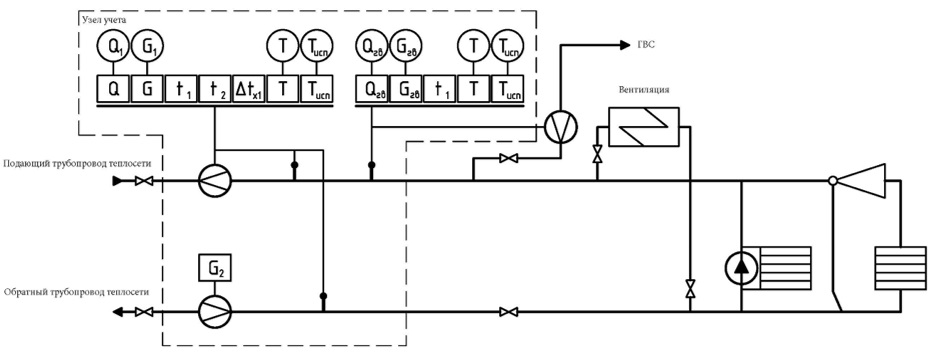 Узел учета
Q1 G1 T Tисп Qгв Gгв T Tисп
ГВС
Q G t1 t2 Δtх1 T Tисп Qгв Gгв t1 T Tисп
Вентиляция
Подающий трубопровод теплосети
G2
Обратный трубопровод теплосети